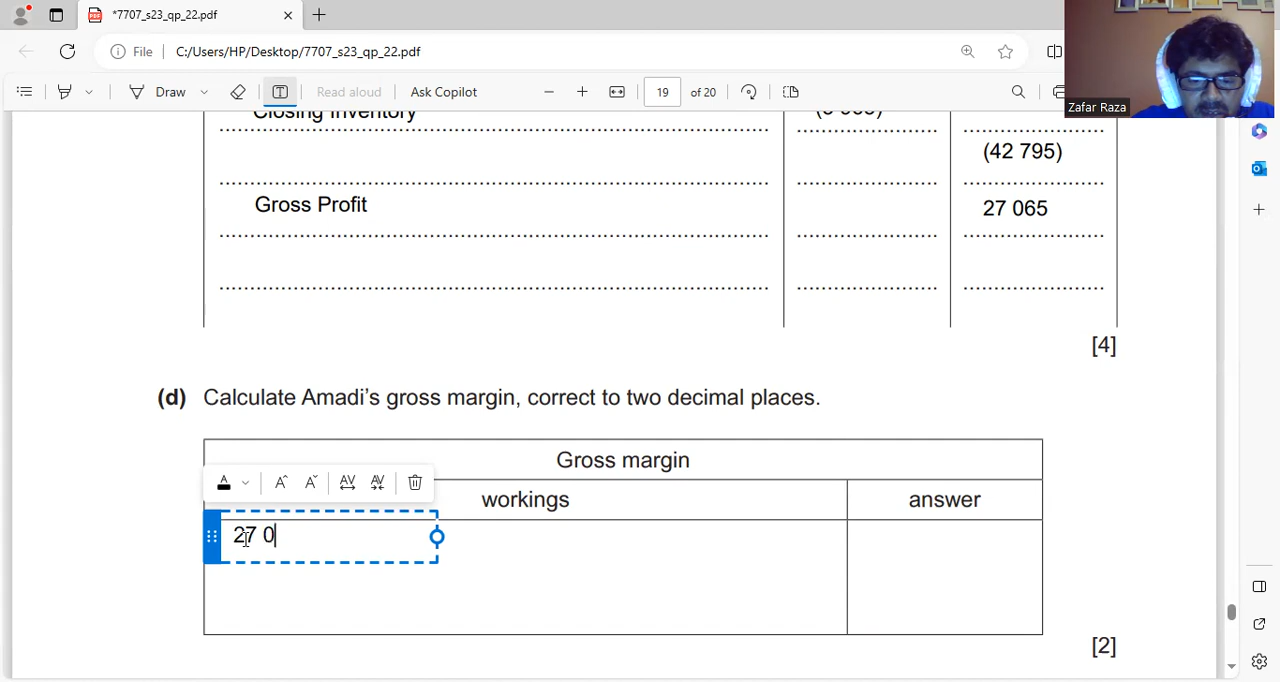 *7707_s23_qp_22.pdf
File C:/Users/HP/Desktop/7707_s23_qp_22.pdf
Draw Read aloud Ask Copilot 19 of 20
Zafar Raza
Closing Inventory
(42 795)
Gross Profit 27 065
[4]
(d) Calculate Amadi's gross margin, correct to two decimal places.
Gross margin
workings answer
27 0
[2]